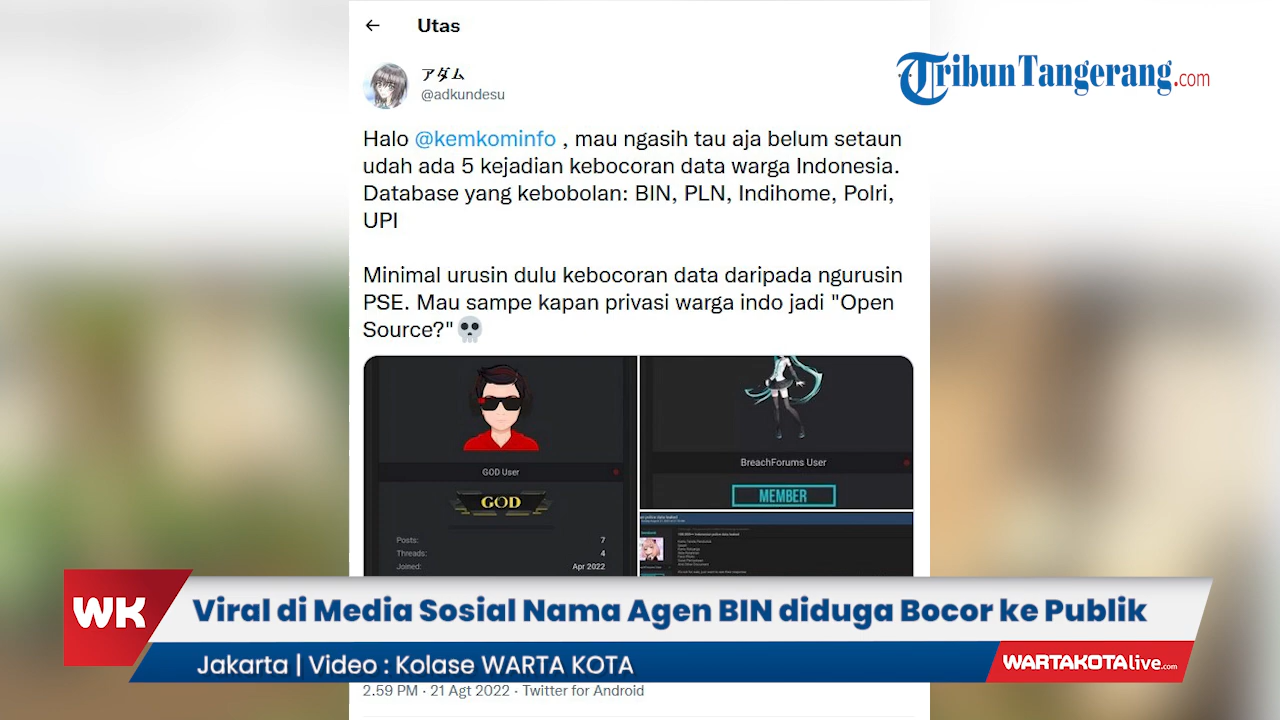 Utas
TribunTangerang.com
アダム
@adkundesu
Halo @kemkominfo , mau ngasih tau aja belum setaun
udah ada 5 kejadian kebocoran data warga Indonesia.
Database yang kebobolan: BIN, PLN, Indihome, Polri,
UPI
Minimal urusin dulu kebocoran data daripada ngurusin
PSE. Mau sampe kapan privasi warga indo jadi "Open
Source?"💀
GOD User
GOD
Posts: 7
Threads: 4
Joined: Apr 2022
BreachForums User
MEMBER
WK
Viral di Media Sosial Nama Agen BIN diduga Bocor ke Publik
Jakarta | Video : Kolase WARTA KOTA
WARTAKOTAlive.com
2.59 PM · 21 Agt 2022 · Twitter for Android